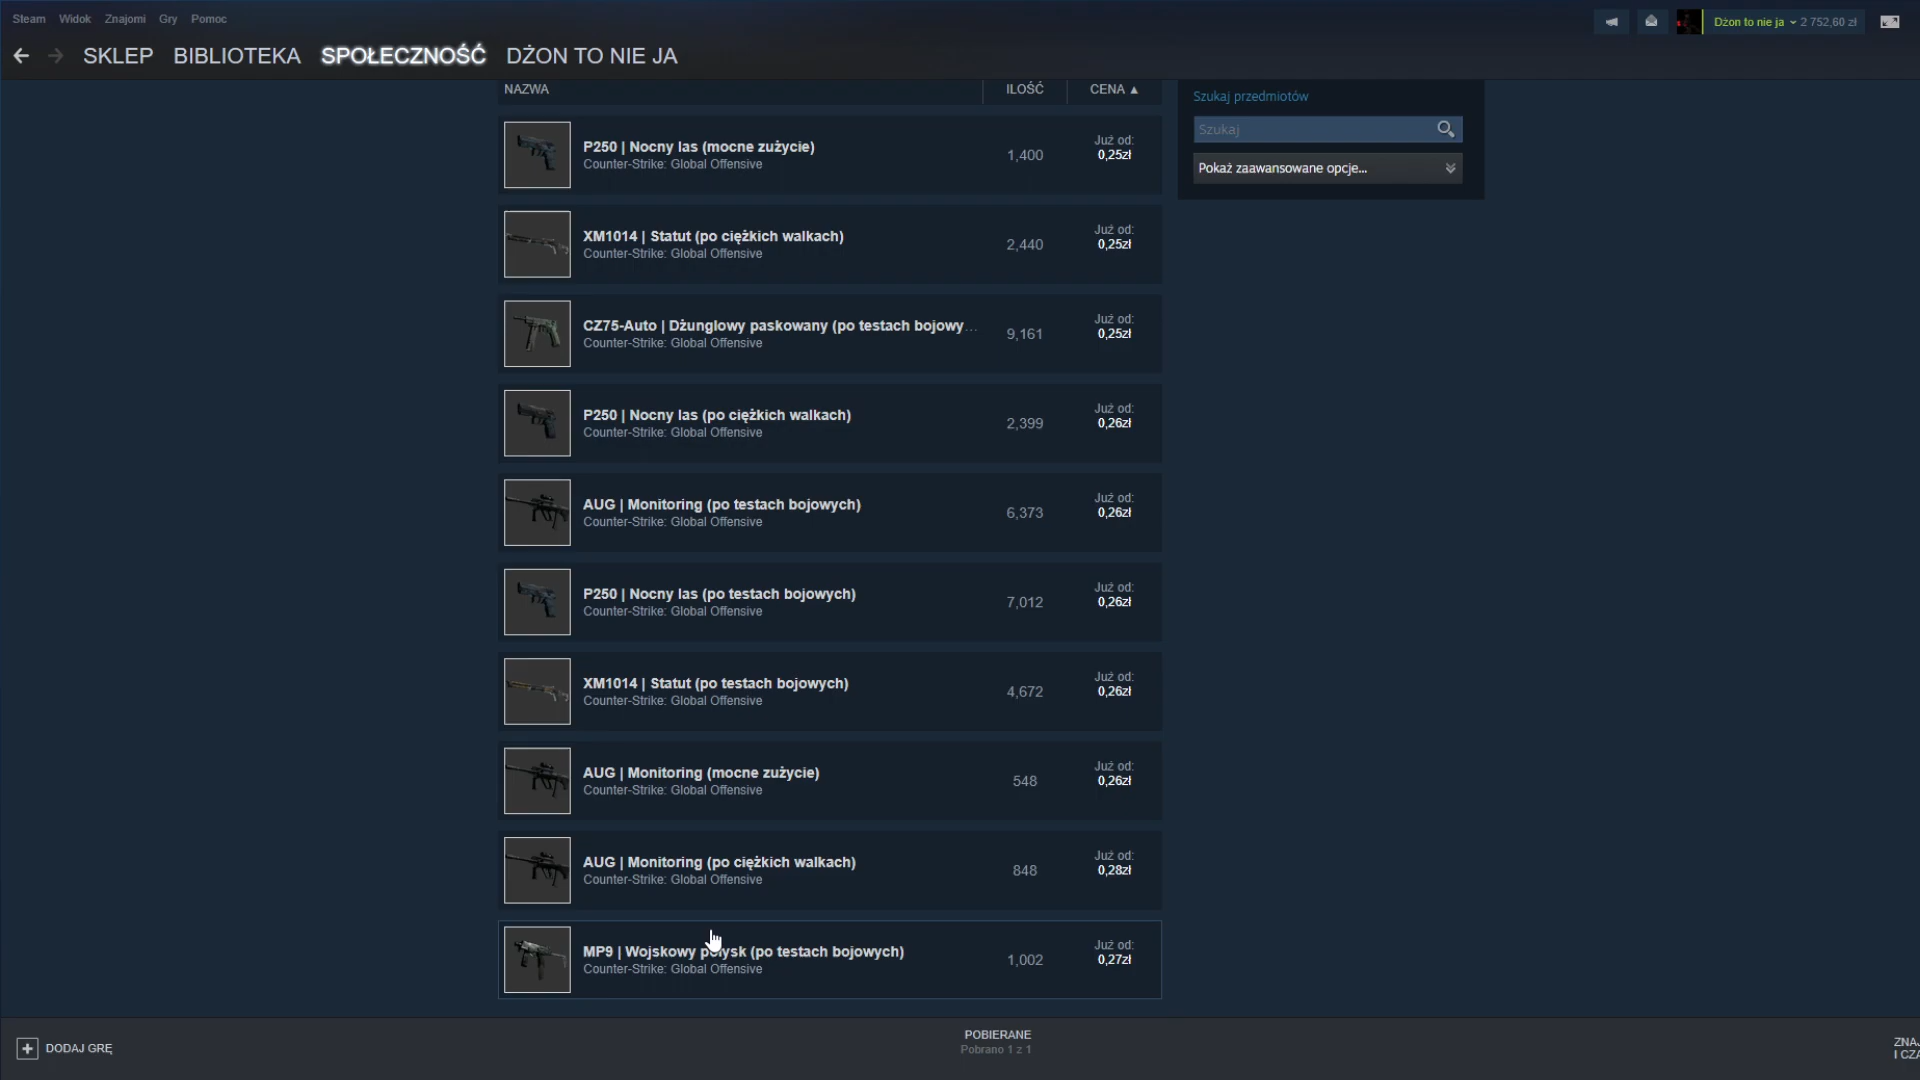 Steam Widok Znajomi Gry Pomoc
Dżon to nie ja 2 752,60 zł
SKLEP BIBLIOTEKA SPOŁECZNOŚĆ DŻON TO NIE JA
NAZWA ILOŚĆ CENA ▲
Szukaj przedmiotów
Szukaj
Pokaż zaawansowane opcje...
P250 | Nocny las (mocne zużycie)
Counter-Strike: Global Offensive
1,400
Już od:
0,25zł
XM1014 | Statut (po ciężkich walkach)
Counter-Strike: Global Offensive
2,440
Już od:
0,25zł
CZ75-Auto | Dżunglowy paskowany (po testach bojowy...
Counter-Strike: Global Offensive
9,161
Już od:
0,25zł
P250 | Nocny las (po ciężkich walkach)
Counter-Strike: Global Offensive
2,399
Już od:
0,26zł
AUG | Monitoring (po testach bojowych)
Counter-Strike: Global Offensive
6,373
Już od:
0,26zł
P250 | Nocny las (po testach bojowych)
Counter-Strike: Global Offensive
7,012
Już od:
0,26zł
XM1014 | Statut (po testach bojowych)
Counter-Strike: Global Offensive
4,672
Już od:
0,26zł
AUG | Monitoring (mocne zużycie)
Counter-Strike: Global Offensive
548
Już od:
0,26zł
AUG | Monitoring (po ciężkich walkach)
Counter-Strike: Global Offensive
848
Już od:
0,28zł
MP9 | Wojskowy połysk (po testach bojowych)
Counter-Strike: Global Offensive
1,002
Już od:
0,27zł
DODAJ GRĘ
POBIERANE
Pobrano 1 z 1
ZNAJ
I CZA